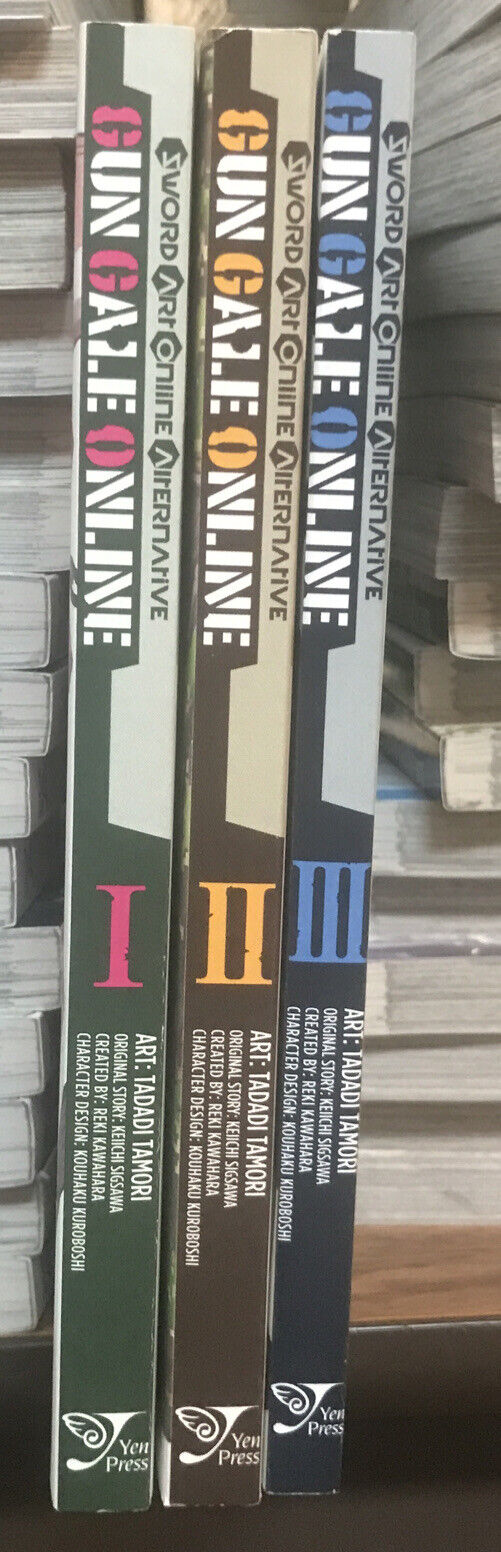 SWORD ART ONLINE ALTERNATIVE
GUN GALE ONLINE
I
ART: TADADI TAMORI
ORIGINAL STORY: KEIICHI SIGSAWA
CREATED BY: REKI KAWAHARA
CHARACTER DESIGN: KOUHAKU KUROBOSHI
Yen
Press
SWORD ART ONLINE ALTERNATIVE
GUN GALE ONLINE
II
ART: TADADI TAMORI
ORIGINAL STORY: KEIICHI SIGSAWA
CREATED BY: REKI KAWAHARA
CHARACTER DESIGN: KOUHAKU KUROBOSHI
Yen
Press
SWORD ART ONLINE ALTERNATIVE
GUN GALE ONLINE
III
ART: TADADI TAMORI
ORIGINAL STORY: KEIICHI SIGSAWA
CREATED BY: REKI KAWAHARA
CHARACTER DESIGN: KOUHAKU KUROBOSHI
Yen
Press